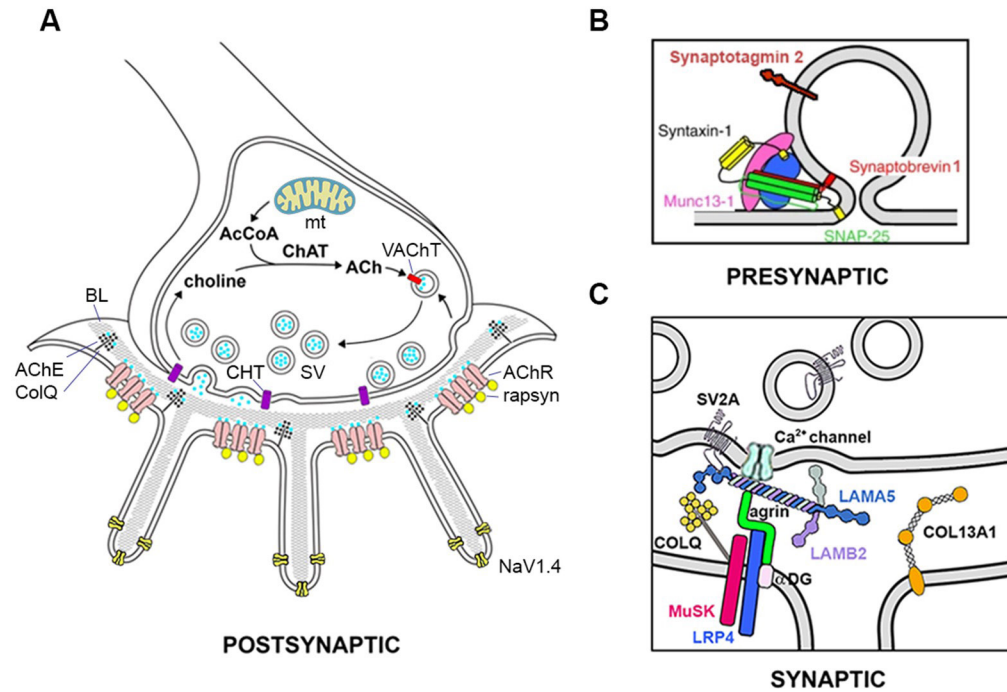 A
mt
AcCoA
ChAT
VAChT
ACh
choline
BL
AChE
ColQ
CHT
SV
AChR
rapsyn
NaV1.4
POSTSYNAPTIC
B
Synaptotagmin 2
Syntaxin-1
Synaptobrevin 1
Munc13-1
SNAP-25
PRESYNAPTIC
C
SV2A
Ca²⁺ channel
LAMA5
agrin
COL13A1
COLQ
LAMB2
αDG
MuSK
LRP4
SYNAPTIC